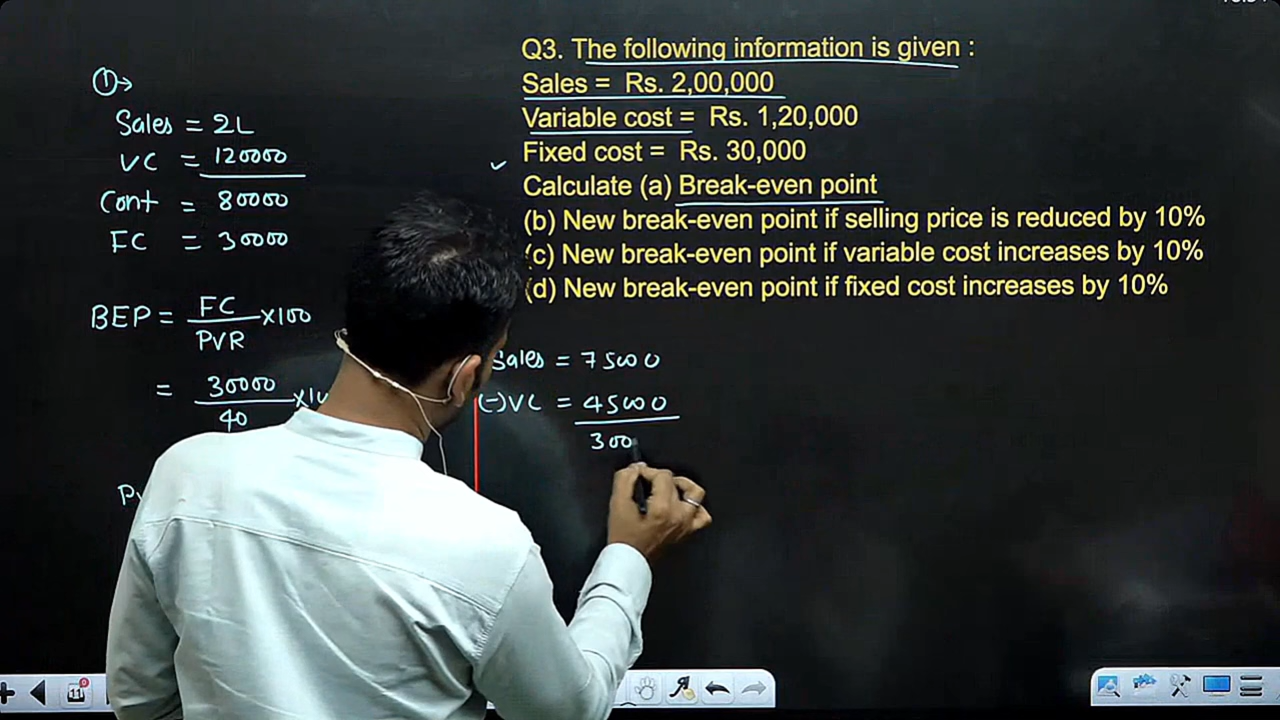 Q3. The following information is given :
Sales = Rs. 2,00,000
Variable cost = Rs. 1,20,000
Fixed cost = Rs. 30,000
Calculate (a) Break-even point
(b) New break-even point if selling price is reduced by 10%
(c) New break-even point if variable cost increases by 10%
(d) New break-even point if fixed cost increases by 10%
①→
Sales = 2L
VC = 120000
Cont = 80000
FC = 30000
BEP = FC/PVR ×100
= 30000/40
Sales = 75000
(-) VC = 45000
300
11